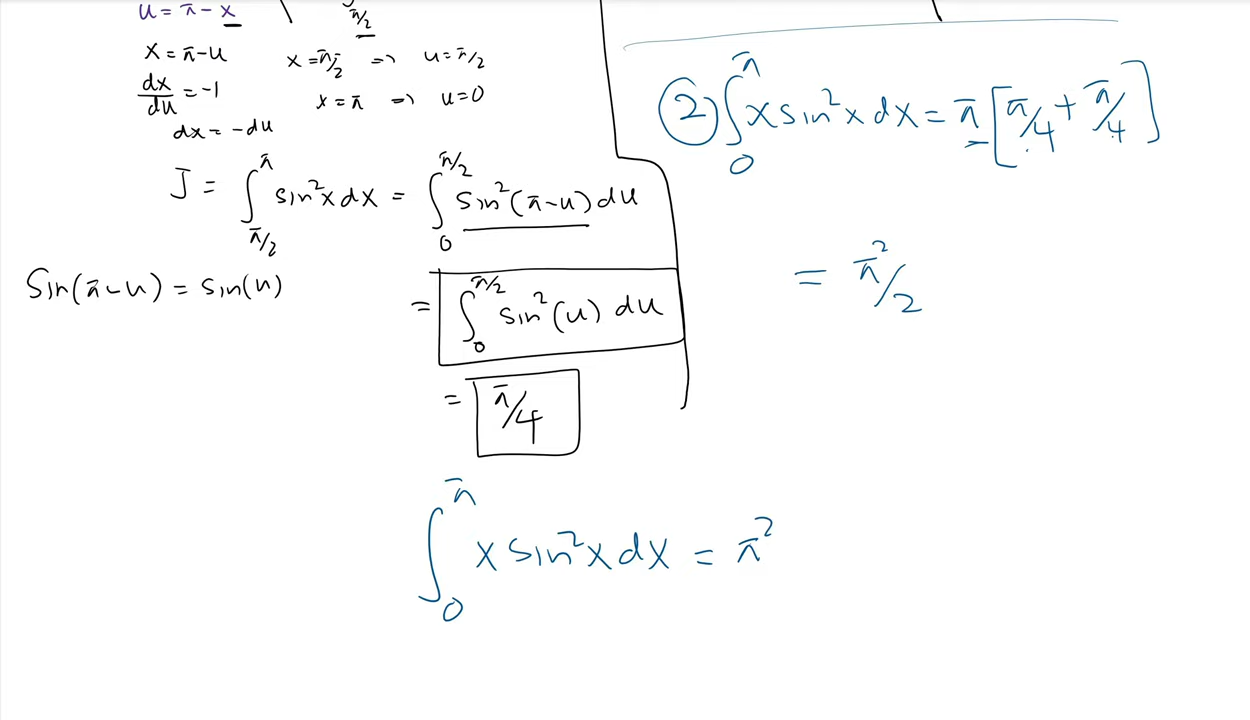 u = π - x
π/2
x = π - u
x = π/2 => u = π/2
dx/du = -1
x = π => u = 0
dx = -du
J = ∫_{π/2}^{π} sin²x dx = ∫_0^{π/2} sin²(π-u) du
Sin(π-u) = sin(u)
= ∫_0^{π/2} sin²(u) du
= π/4
② ∫_0^π x sin²x dx = π [π/4 + π/4]
= π²/2
∫_0^π x sin²x dx = π²